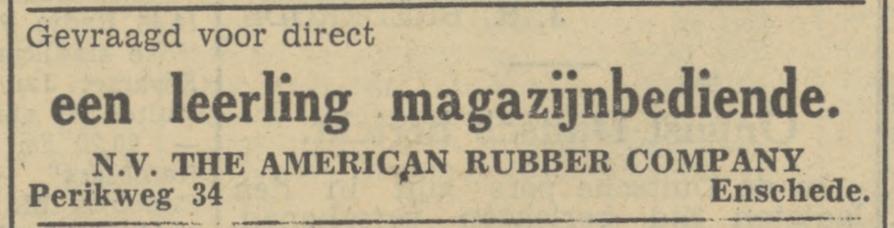 Gevraagd voor direct
een leerling magazijnbediende.
N.V. THE AMERICAN RUBBER COMPANY
Perikweg 34 Enschede.